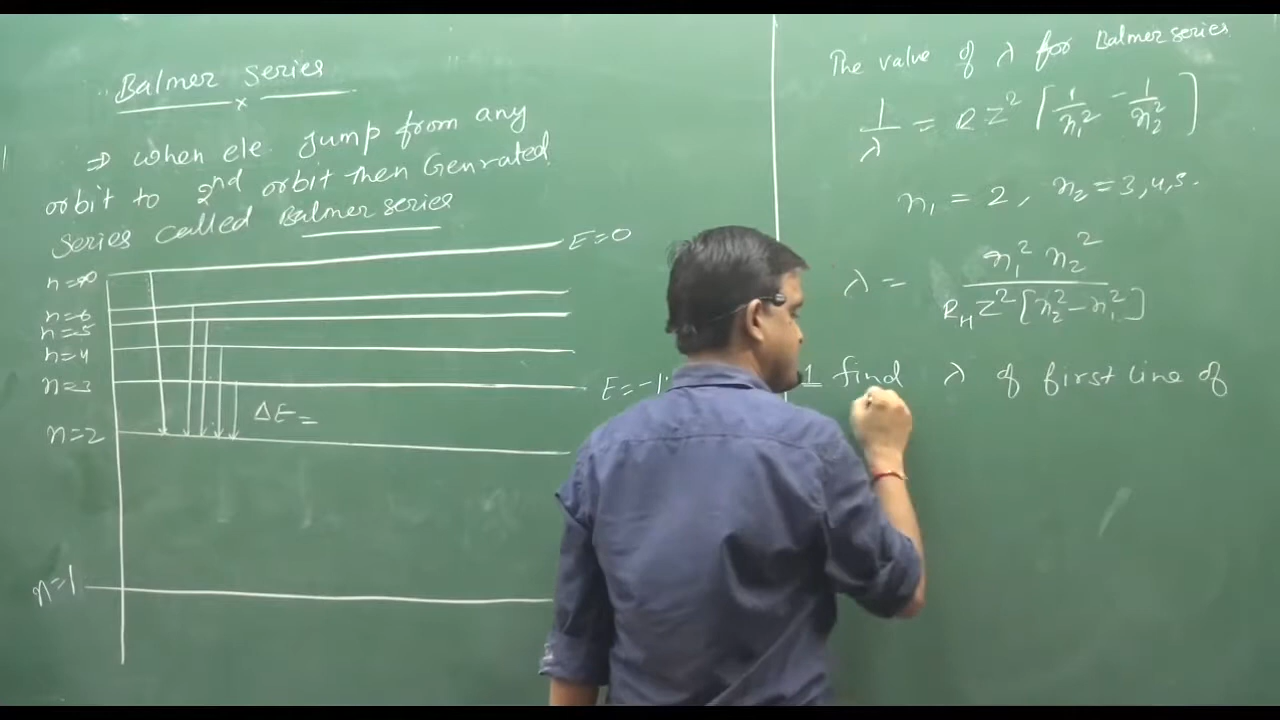 Balmer Series
⇒ when ele. Jump from any
orbit to 2nd orbit then Genrated
Series called Balmer series
E=0
n=∞
n=6
n=5
n=4
n=3
E=-1.
ΔE=
n=2
n=1
The value of λ for Balmer series
1/λ = RZ² [1/n₁² - 1/n₂²]
n₁ = 2, n₂ = 3,4,5.
λ = n₁² n₂² / R_H Z² [n₂² - n₁²]
1 find λ of first line of